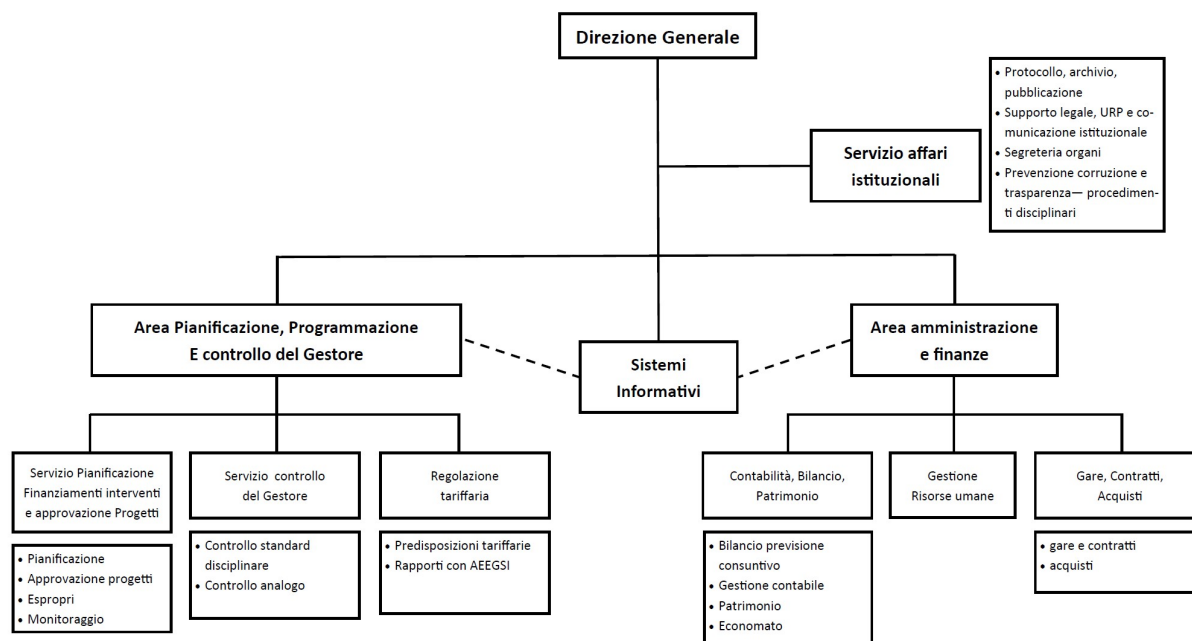 Direzione Generale
• Protocollo, archivio,
pubblicazione
• Supporto legale, URP e co-
municazione istituzionale
• Segreteria organi
• Prevenzione corruzione e
trasparenza— procedimen-
ti disciplinari
Servizio affari
istituzionali
Area Pianificazione, Programmazione
E controllo del Gestore
Sistemi
Informativi
Area amministrazione
e finanze
Servizio Pianificazione
Finanziamenti interventi
e approvazione Progetti
Servizio controllo
del Gestore
Regolazione
tariffaria
Contabilità, Bilancio,
Patrimonio
Gestione
Risorse umane
Gare, Contratti,
Acquisti
• Pianificazione
• Approvazione progetti
• Espropri
• Monitoraggio
• Controllo standard
disciplinare
• Controllo analogo
• Predisposizioni tariffarie
• Rapporti con AEEGSI
• Bilancio previsione
consuntivo
• Gestione contabile
• Patrimonio
• Economato
• gare e contratti
• acquisti